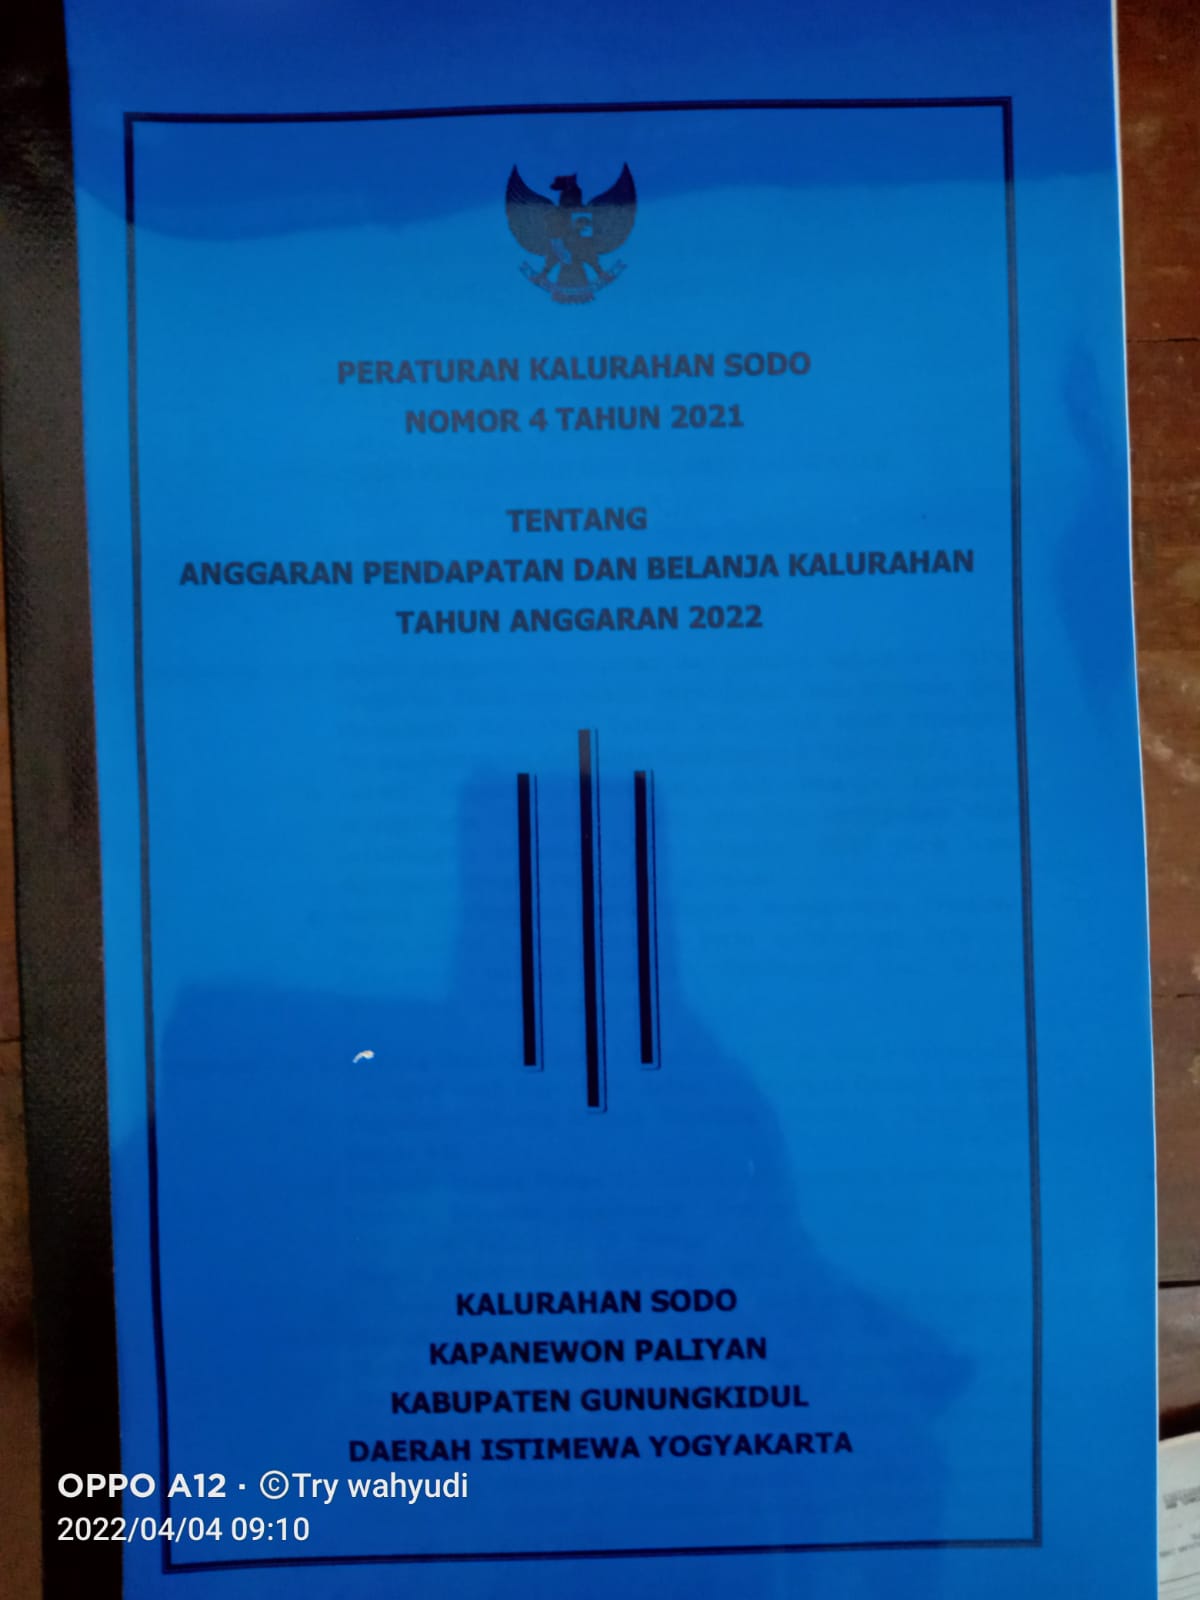 PERATURAN KALURAHAN SODO
NOMOR 4 TAHUN 2021
TENTANG
ANGGARAN PENDAPATAN DAN BELANJA KALURAHAN
TAHUN ANGGARAN 2022
KALURAHAN SODO
KAPANEWON PALIYAN
KABUPATEN GUNUNGKIDUL
DAERAH ISTIMEWA YOGYAKARTA
OPPO A12 · ©Try wahyudi
2022/04/04 09:10